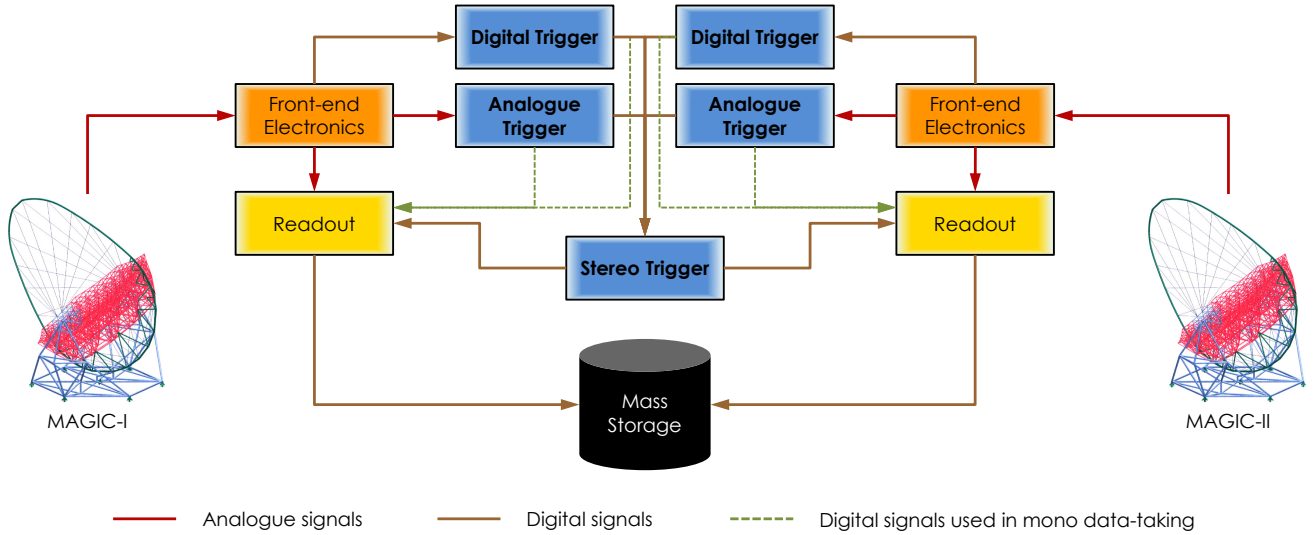 Digital Trigger
Digital Trigger
Front-end
Electronics
Analogue
Trigger
Analogue
Trigger
Front-end
Electronics
Readout
Readout
Stereo Trigger
Mass
Storage
MAGIC-I
MAGIC-II
Analogue signals
Digital signals
Digital signals used in mono data-taking